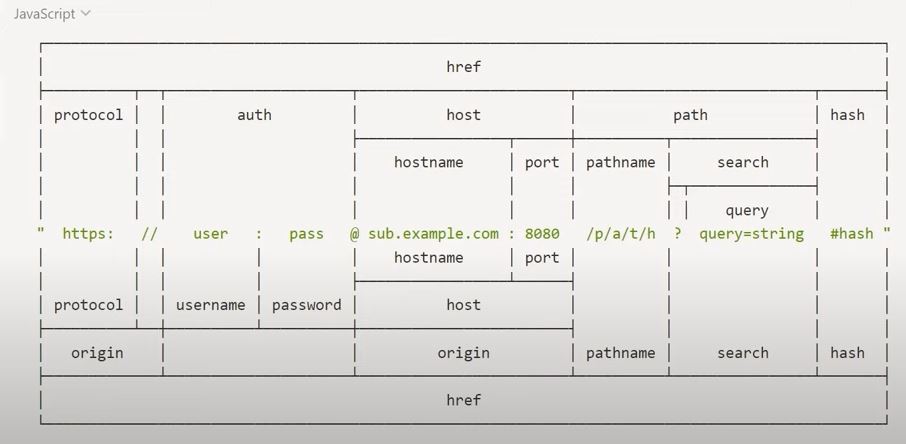 JavaScript
href
protocol auth host path hash
hostname port pathname search
query
" https: // user : pass @ sub.example.com : 8080 /p/a/t/h ? query=string #hash "
hostname port
protocol username password host
origin origin pathname search hash
href